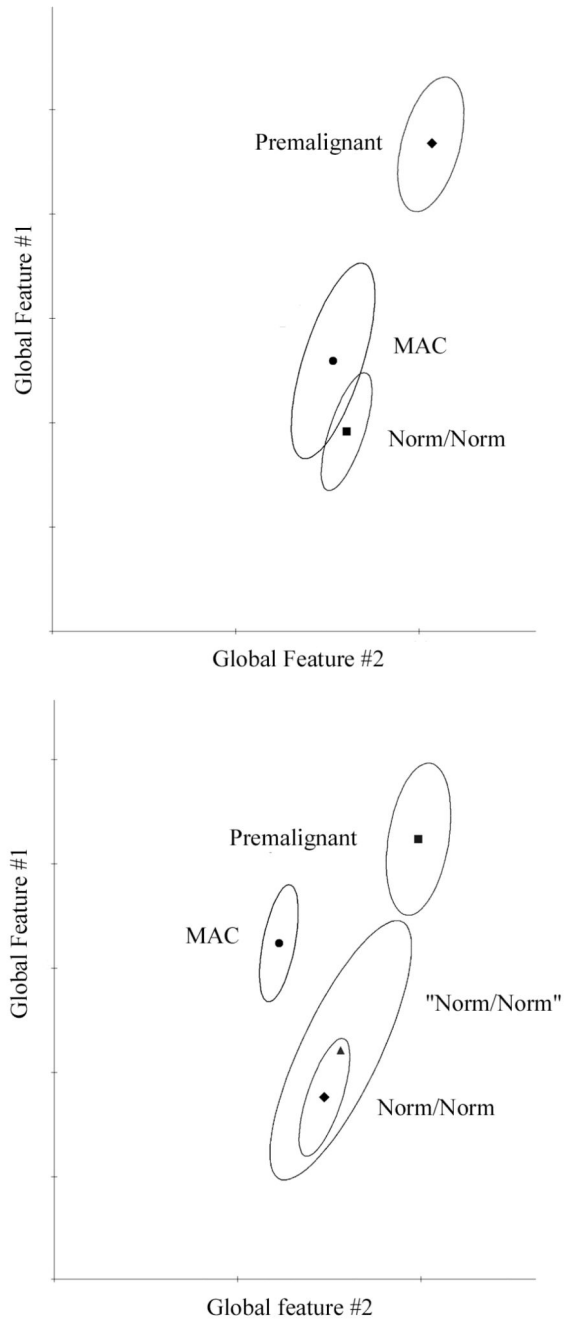 Premalignant
Global Feature #1
MAC
Norm/Norm
Global Feature #2
Premalignant
Global Feature #1
MAC
"Norm/Norm"
Norm/Norm
Global feature #2